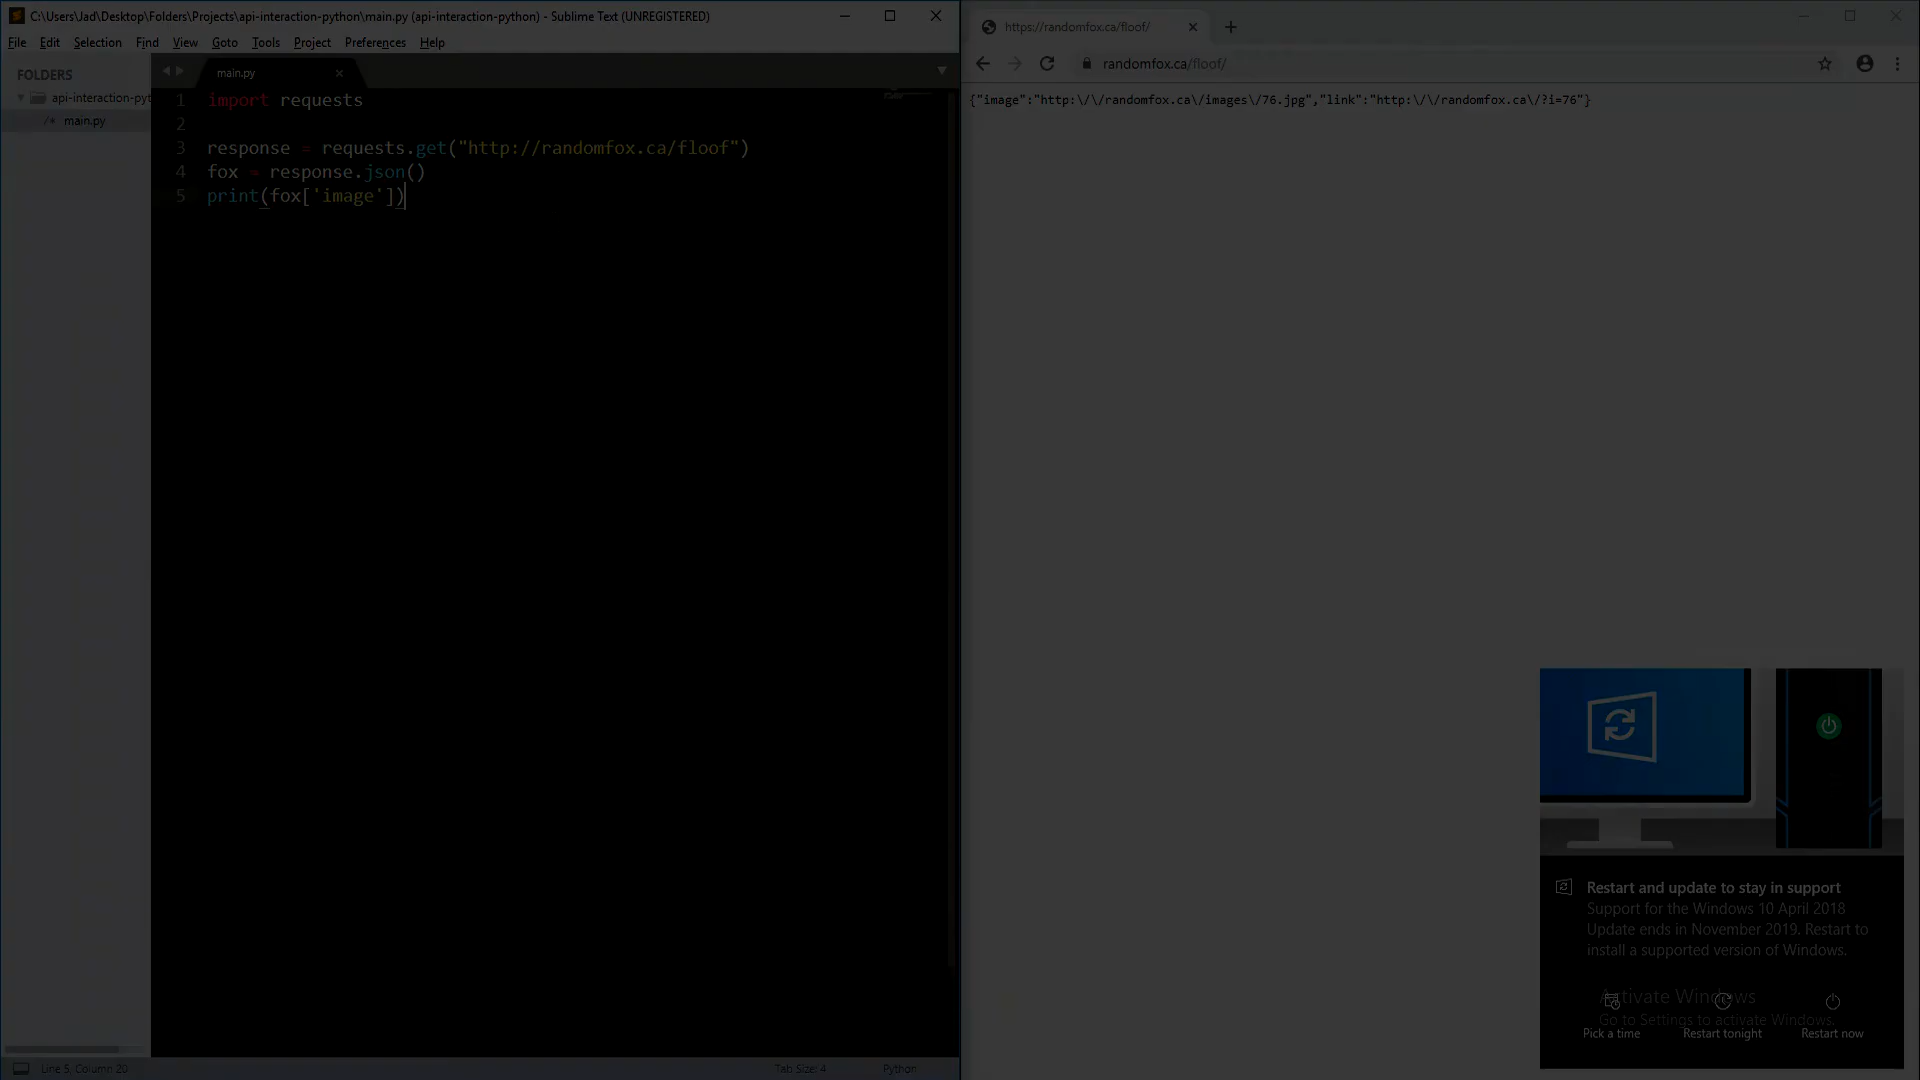 C:\Users\Jad\Desktop\Folders\Projects\api-interaction-python\main.py (api-interaction-python) - Sublime Text (UNREGISTERED)
File Edit Selection Find View Goto Tools Project Preferences Help
FOLDERS
api-interaction-pyt
/* main.py
main.py
1 import requests
2
3 response = requests.get("http://randomfox.ca/floof")
4 fox = response.json()
5 print(fox['image'])
Line 5, Column 20
Tab Size: 4
Python
https://randomfox.ca/floof/
randomfox.ca/floof/
{"image":"http:\/\/randomfox.ca\/images\/76.jpg","link":"http:\/\/randomfox.ca\/?i=76"}
Restart and update to stay in support
Support for the Windows 10 April 2018
Update ends in November 2019. Restart to
install a supported version of Windows.
Activate Windows
Go to Settings to activate Windows.
Pick a time
Restart tonight
Restart now